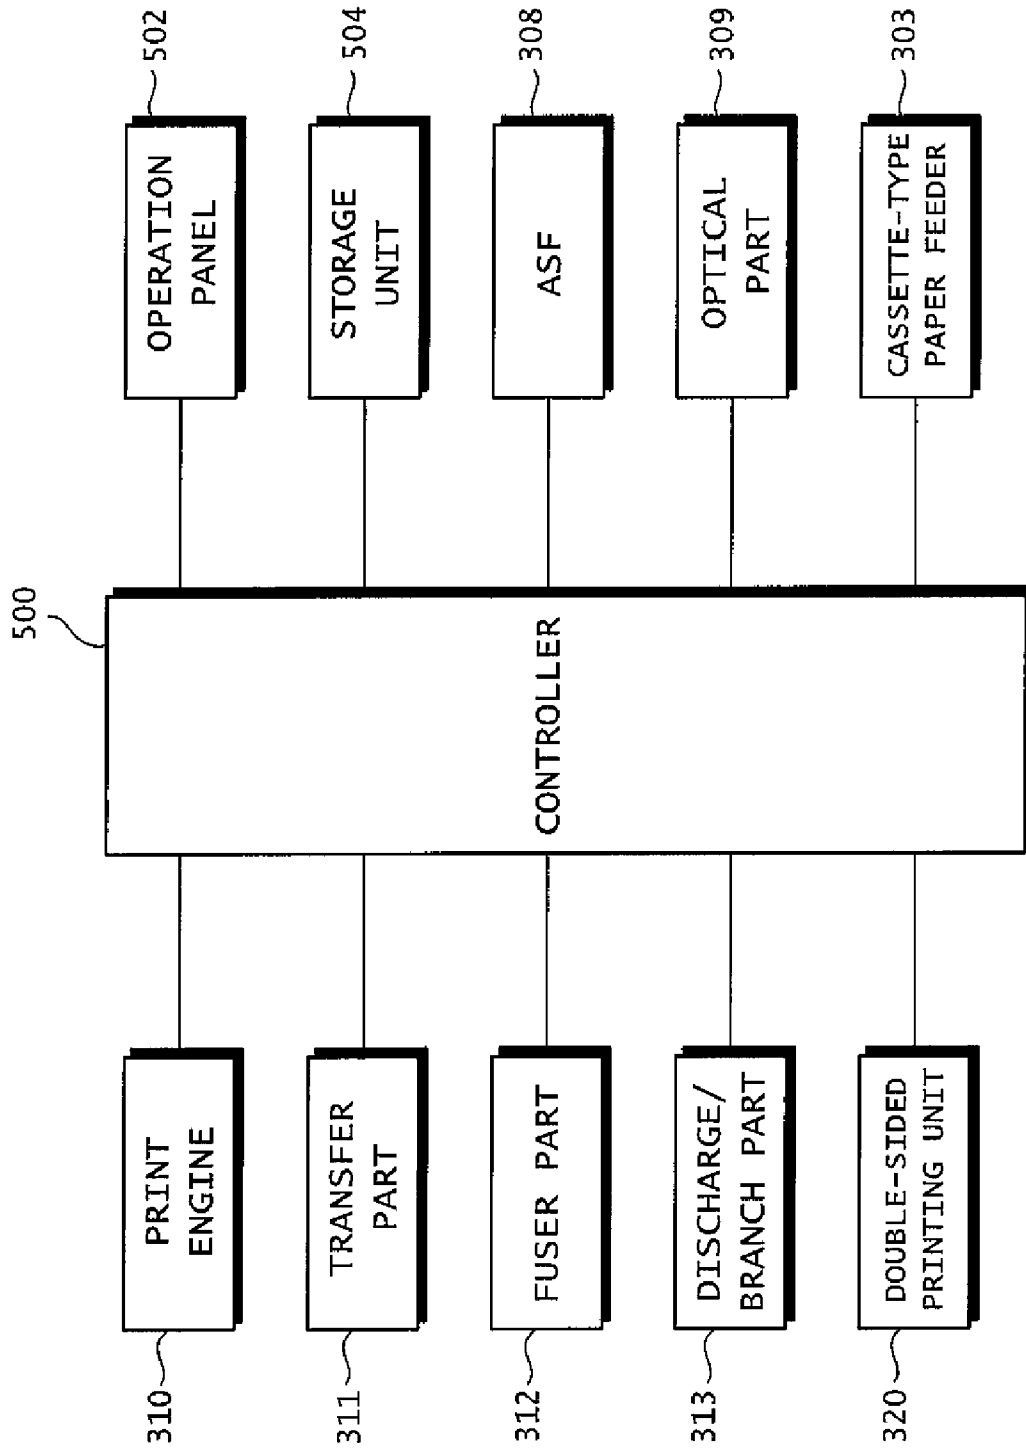 500
CONTROLLER
310
PRINT
ENGINE
311
TRANSFER
PART
312
FUSER PART
313
DISCHARGE/
BRANCH PART
320
DOUBLE-SIDED
PRINTING UNIT
OPERATION
PANEL
502
STORAGE
UNIT
504
ASF
308
OPTICAL
PART
309
CASSETTE-TYPE
PAPER FEEDER
303